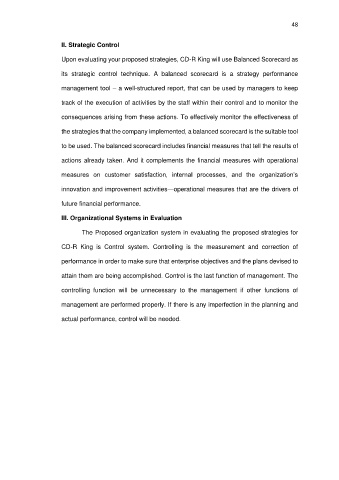 48
II. Strategic Control
Upon evaluating your proposed strategies, CD-R King will use Balanced Scorecard as
its strategic control technique. A balanced scorecard is a strategy performance
management tool – a well-structured report, that can be used by managers to keep
track of the execution of activities by the staff within their control and to monitor the
consequences arising from these actions. To effectively monitor the effectiveness of
the strategies that the company implemented, a balanced scorecard is the suitable tool
to be used. The balanced scorecard includes financial measures that tell the results of
actions already taken. And it complements the financial measures with operational
measures on customer satisfaction, internal processes, and the organization's
innovation and improvement activities—operational measures that are the drivers of
future financial performance.
III. Organizational Systems in Evaluation
The Proposed organization system in evaluating the proposed strategies for
CD-R King is Control system. Controlling is the measurement and correction of
performance in order to make sure that enterprise objectives and the plans devised to
attain them are being accomplished. Control is the last function of management. The
controlling function will be unnecessary to the management if other functions of
management are performed properly. If there is any imperfection in the planning and
actual performance, control will be needed.